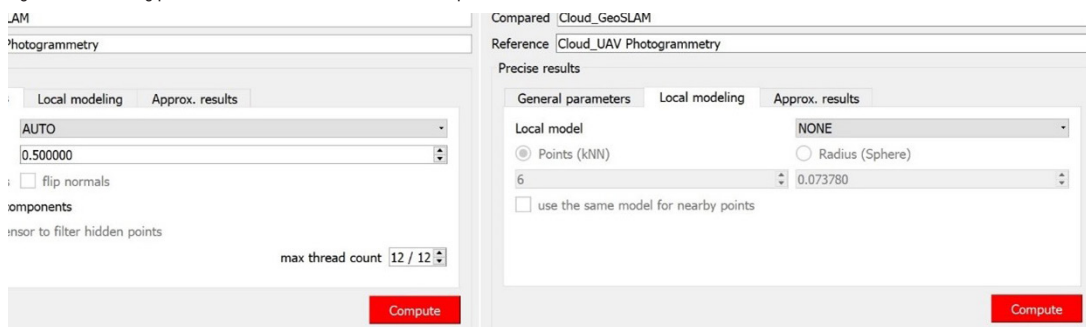 LAM
Photogrammetry
Local modeling Approx. results
AUTO
0.500000
flip normals
components
ensor to filter hidden points
max thread count 12 / 12
Compute
Compared Cloud_GeoSLAM
Reference Cloud_UAV Photogrammetry
Precise results
General parameters Local modeling Approx. results
Local model NONE
Points (kNN) Radius (Sphere)
6 0.073780
use the same model for nearby points
Compute